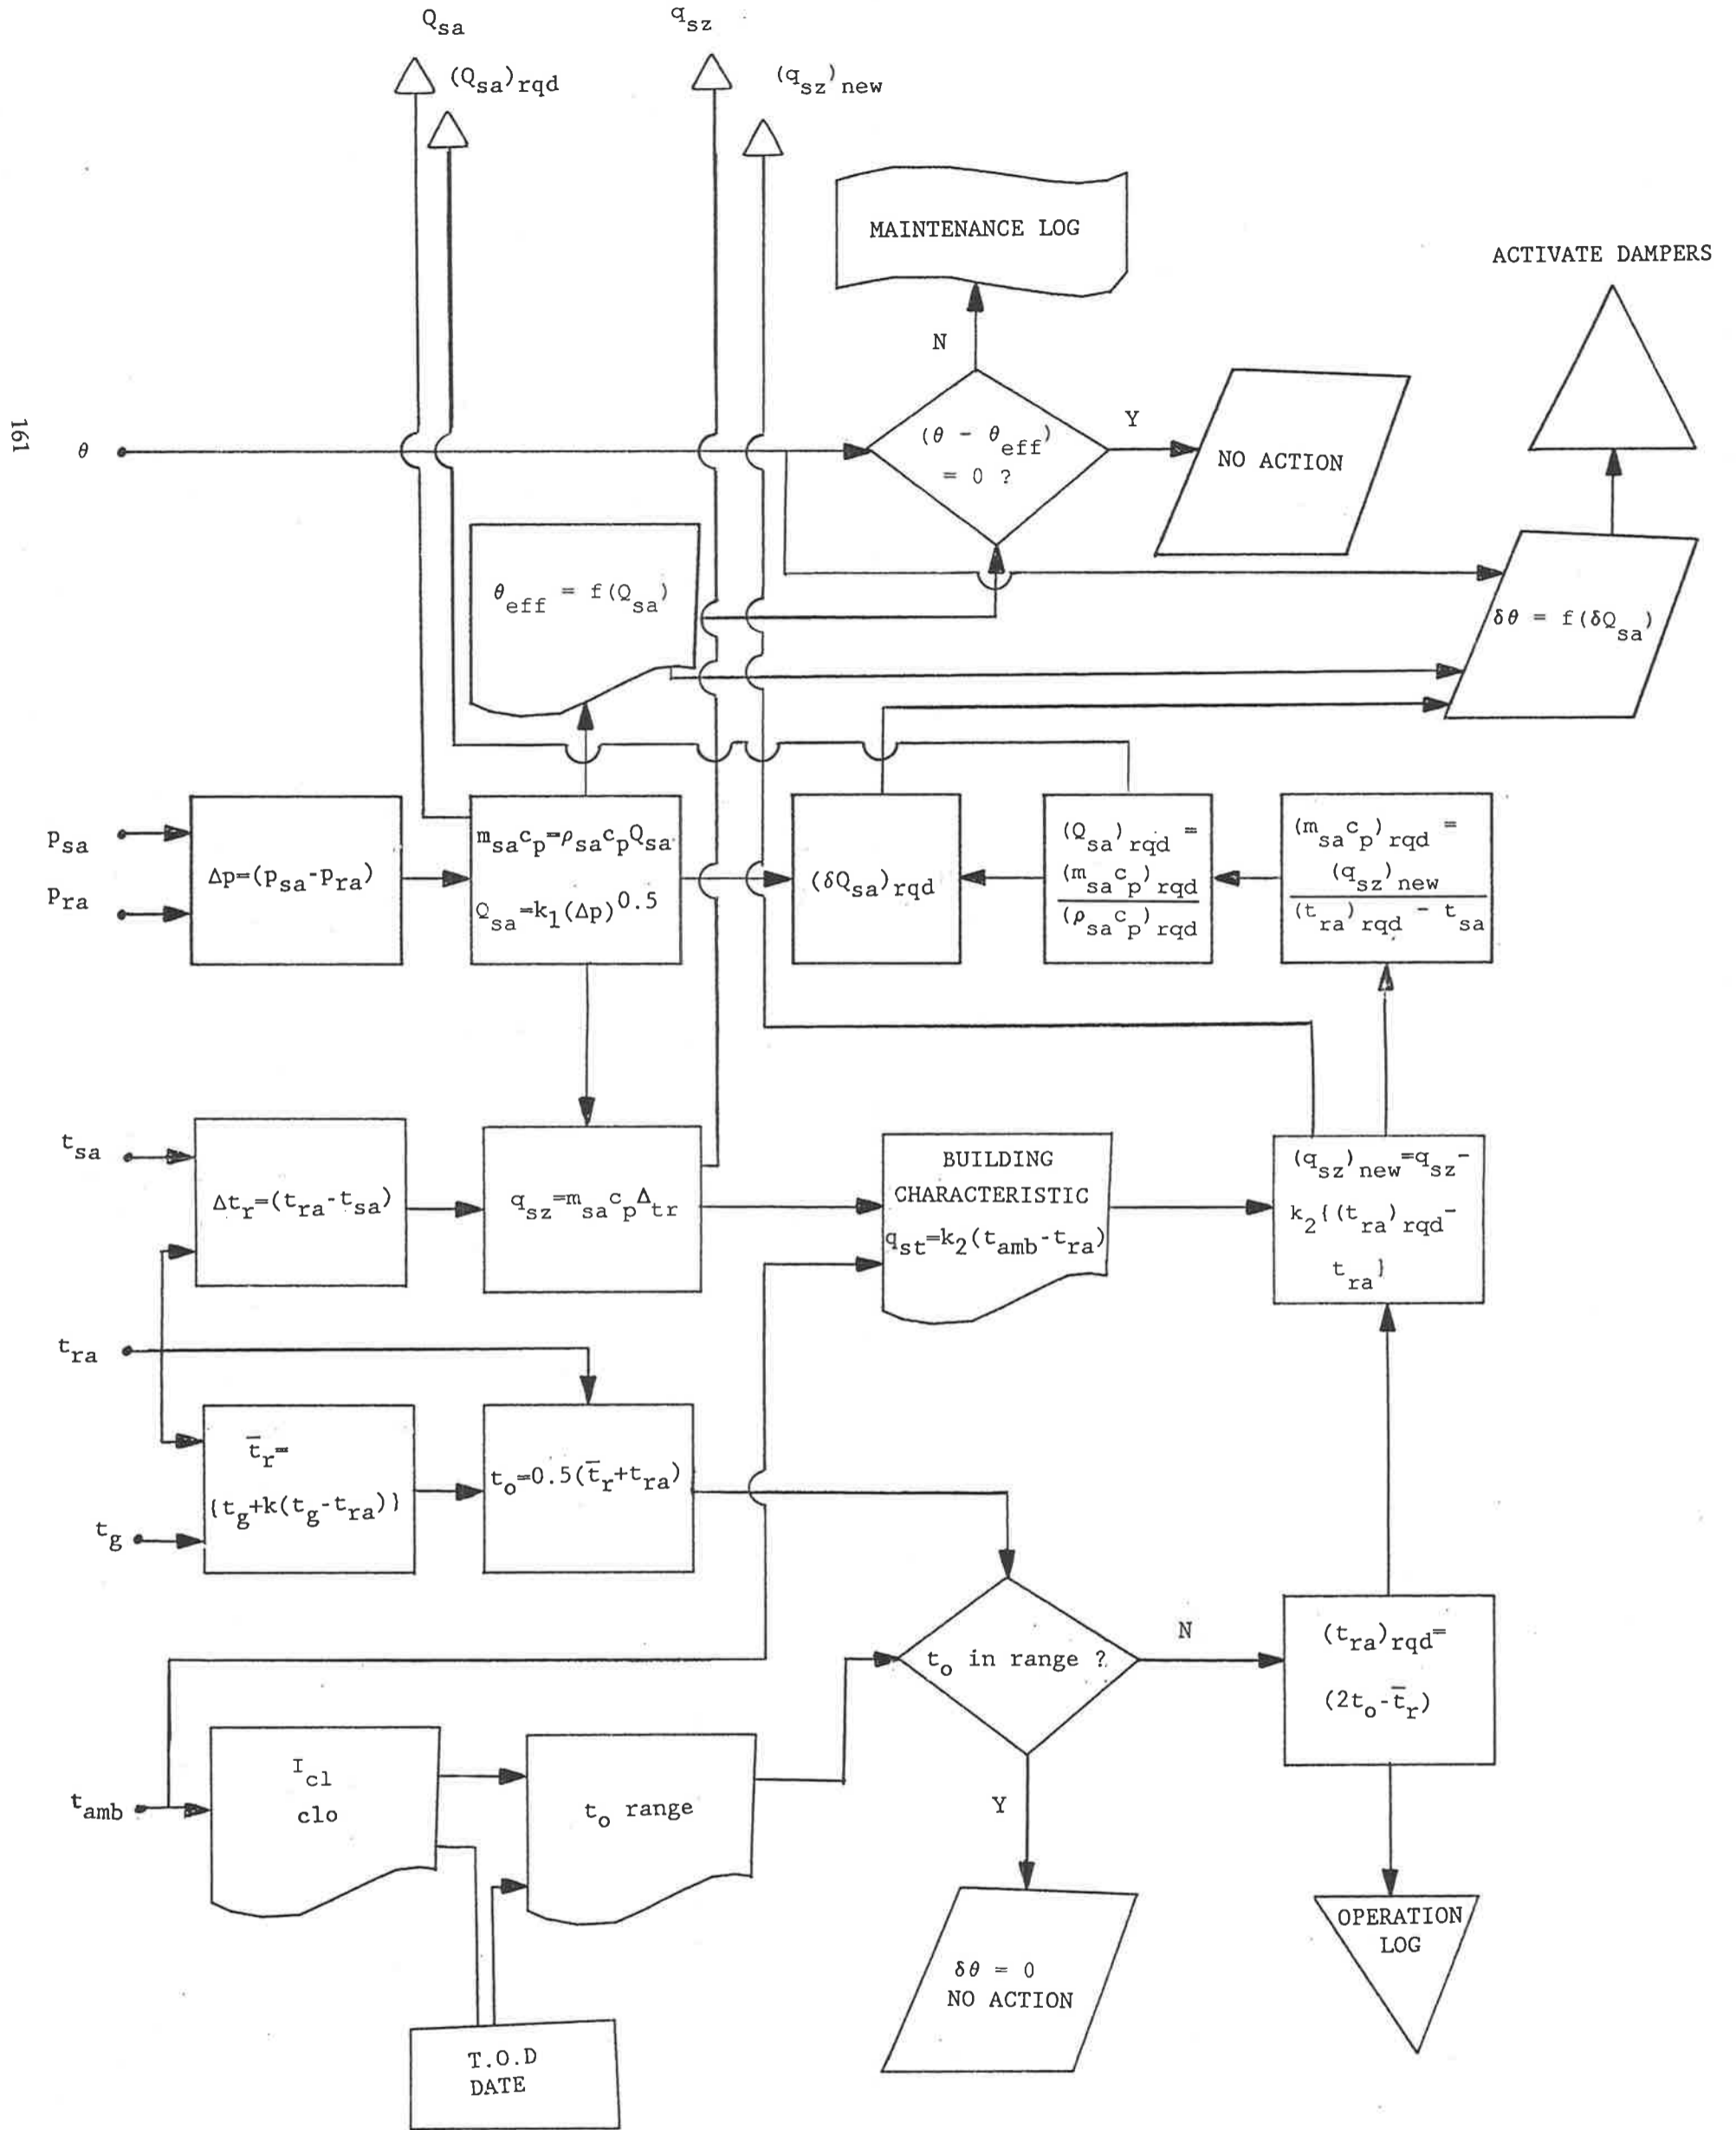 Q_sa
q_sz
(Q_sa)_rqd
(q_sz)_new
MAINTENANCE LOG
ACTIVATE DAMPERS
N
Y
161
θ
(θ - θ_eff)
= 0 ?
NO ACTION
θ_eff = f(Q_sa)
δθ = f(δQ_sa)
p_sa
p_ra
Δp=(p_sa-p_ra)
m_sa c_p=ρ_sa c_p Q_sa
Q_sa=k_1(Δp)^0.5
(δQ_sa)_rqd
(Q_sa)_rqd =
(m_sa c_p)_rqd
(ρ_sa c_p)_rqd
(m_sa c_p)_rqd =
(q_sz)_new
(t_ra)_rqd - t_sa
t_sa
Δt_r=(t_ra-t_sa)
q_sz=m_sa c_p Δ_tr
BUILDING
CHARACTERISTIC
q_st=k_2(t_amb-t_ra)
(q_sz)_new=q_sz-
k_2{(t_ra)_rqd-
t_ra}
t_ra
t̅_r=
{t_g+k(t_g-t_ra)}
t_g
t_o=0.5(t̅_r+t_ra)
t_o in range ?
N
Y
(t_ra)_rqd=
(2t_o-t̅_r)
t_amb
I_cl
clo
t_o range
T.O.D
DATE
δθ = 0
NO ACTION
OPERATION
LOG